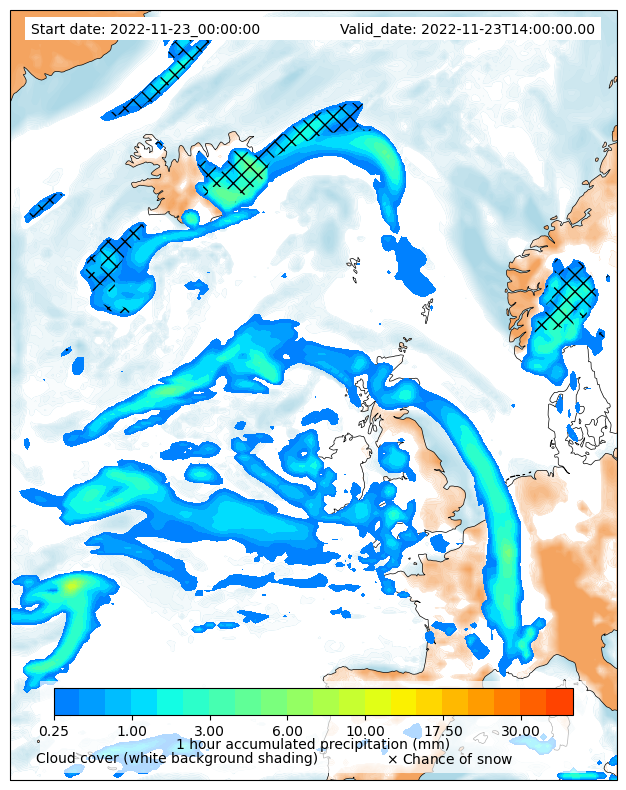 Start date: 2022-11-23_00:00:00 Valid_date: 2022-11-23T14:00:00.00
0.25 1.00 3.00 6.00 10.00 17.50 30.00
1 hour accumulated precipitation (mm)
Cloud cover (white background shading) × Chance of snow